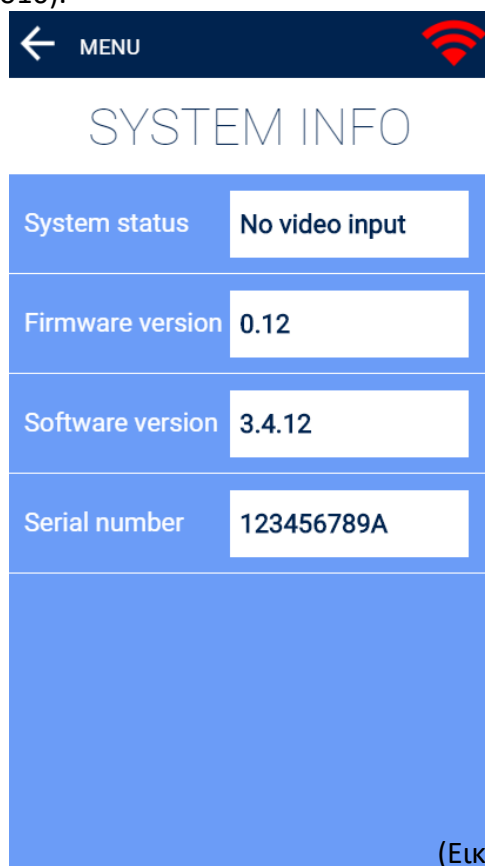 MENU
SYSTEM INFO
System status No video input
Firmware version 0.12
Software version 3.4.12
Serial number 123456789A
(Εικ